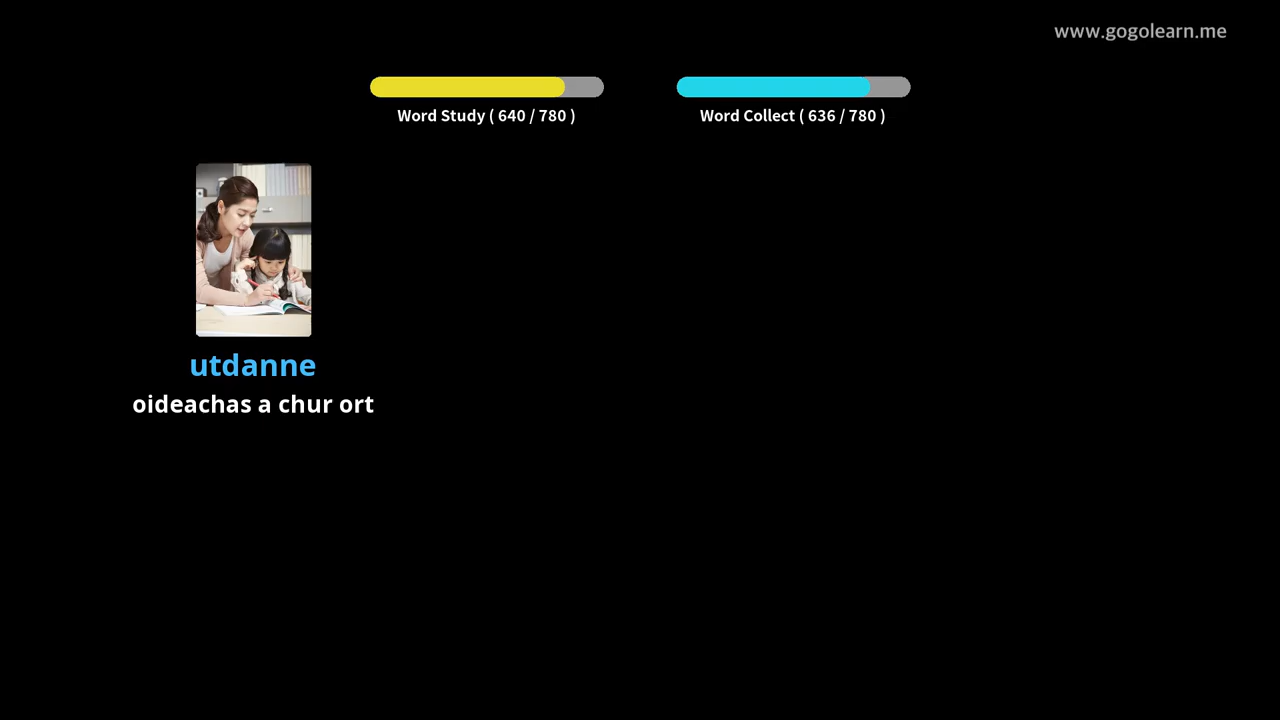 www.gogolearn.me
Word Study ( 640 / 780 )
Word Collect ( 636 / 780 )
utdanne
oideachas a chur ort